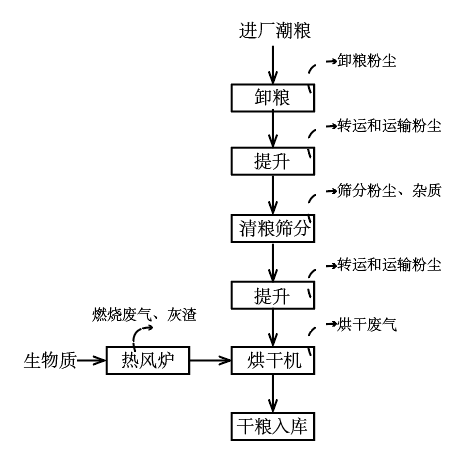 进厂潮粮
卸粮粉尘
卸粮
转运和运输粉尘
提升
筛分粉尘、杂质
清粮筛分
转运和运输粉尘
提升
燃烧废气、灰渣
烘干废气
生物质
热风炉
烘干机
干粮入库